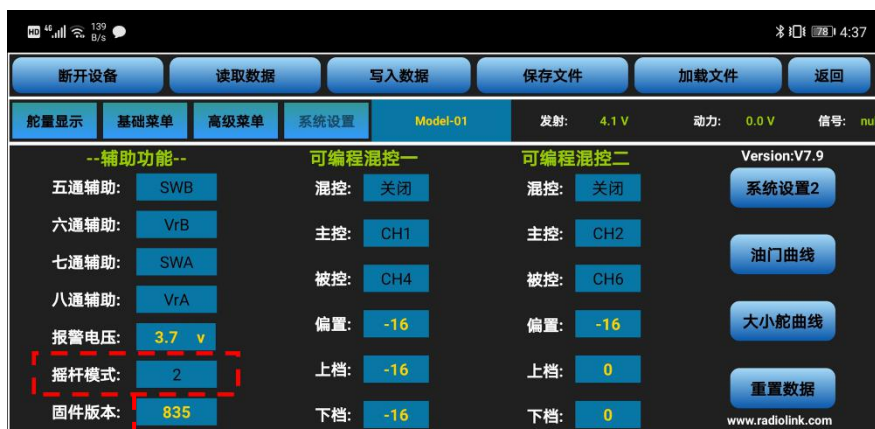 HD 4G 139 B/s 78 4:37
断开设备 读取数据 写入数据 保存文件 加载文件 返回
舵量显示 基础菜单 高级菜单 系统设置 Model-01 发射: 4.1 V 动力: 0.0 V 信号: nu
--辅助功能-- 可编程混控一 可编程混控二 Version:V7.9
五通辅助: SWB 混控: 关闭 混控: 关闭 系统设置2
六通辅助: VrB 主控: CH1 主控: CH2 油门曲线
七通辅助: SWA 被控: CH4 被控: CH6
八通辅助: VrA 偏置: -16 偏置: -16 大小舵曲线
报警电压: 3.7 v
摇杆模式: 2 上档: -16 上档: 0 重置数据
固件版本: 835 下档: -16 下档: 0 www.radiolink.com